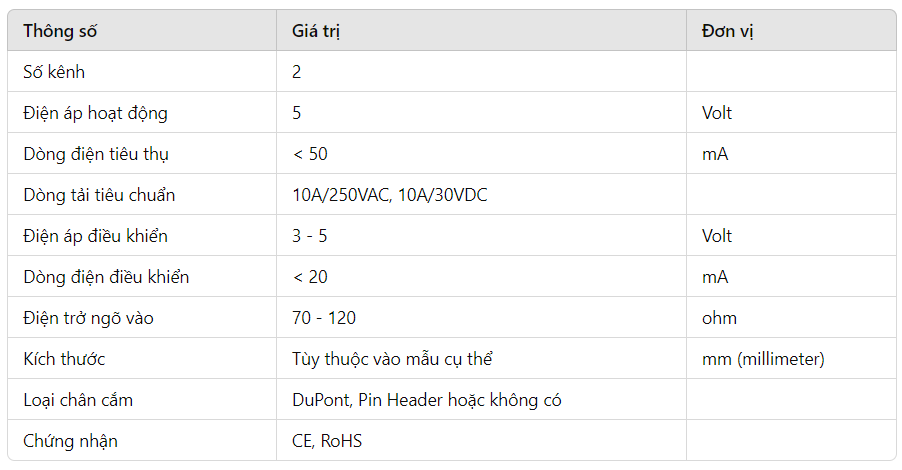 Thông số Giá trị Đơn vị
Số kênh 2
Điện áp hoạt động 5 Volt
Dòng điện tiêu thụ < 50 mA
Dòng tải tiêu chuẩn 10A/250VAC, 10A/30VDC
Điện áp điều khiển 3 - 5 Volt
Dòng điện điều khiển < 20 mA
Điện trở ngõ vào 70 - 120 ohm
Kích thước Tùy thuộc vào mẫu cụ thể mm (millimeter)
Loại chân cắm DuPont, Pin Header hoặc không có
Chứng nhận CE, RoHS